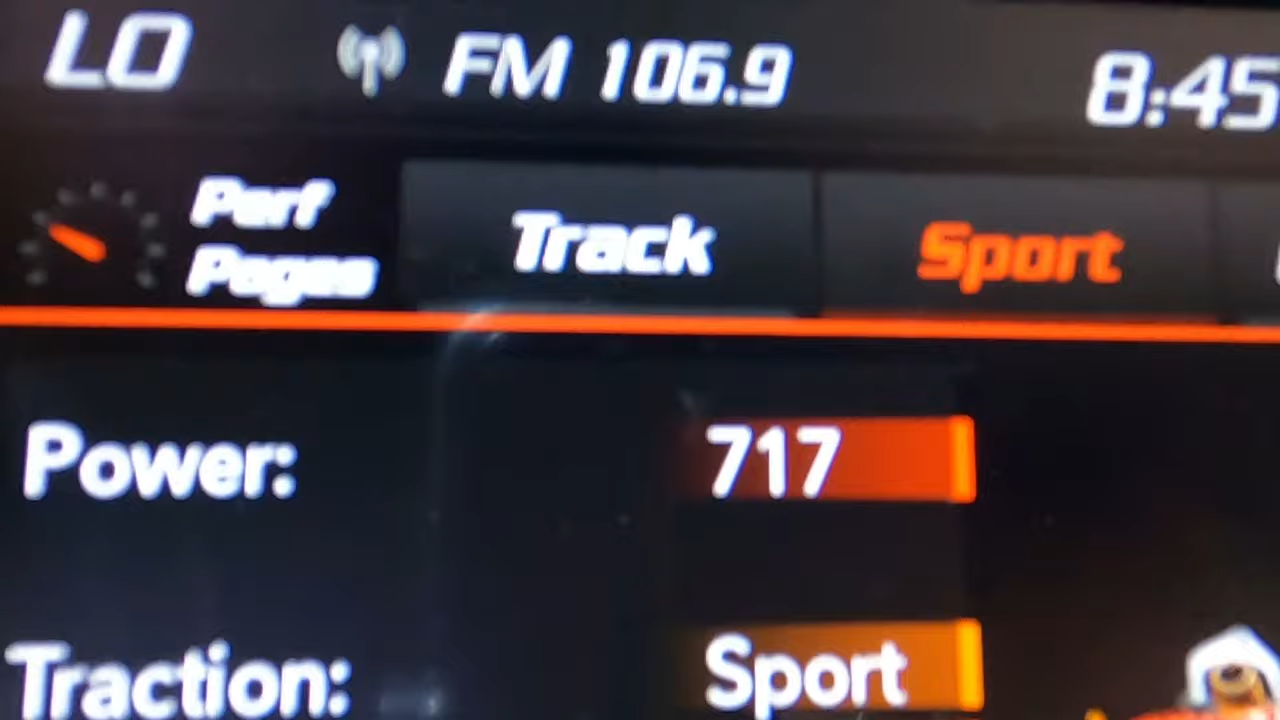 LO FM 106.9 8:45
Perf Pages Track Sport
Power: 717
Traction: Sport